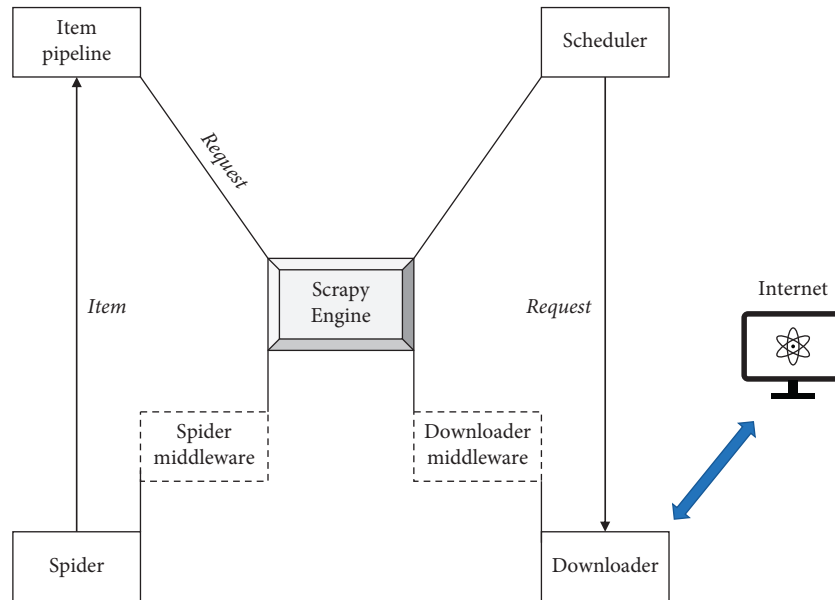 Item
pipeline
Scheduler
Request
Scrapy
Engine
Item
Request
Internet
Spider
middleware
Downloader
middleware
Spider
Downloader